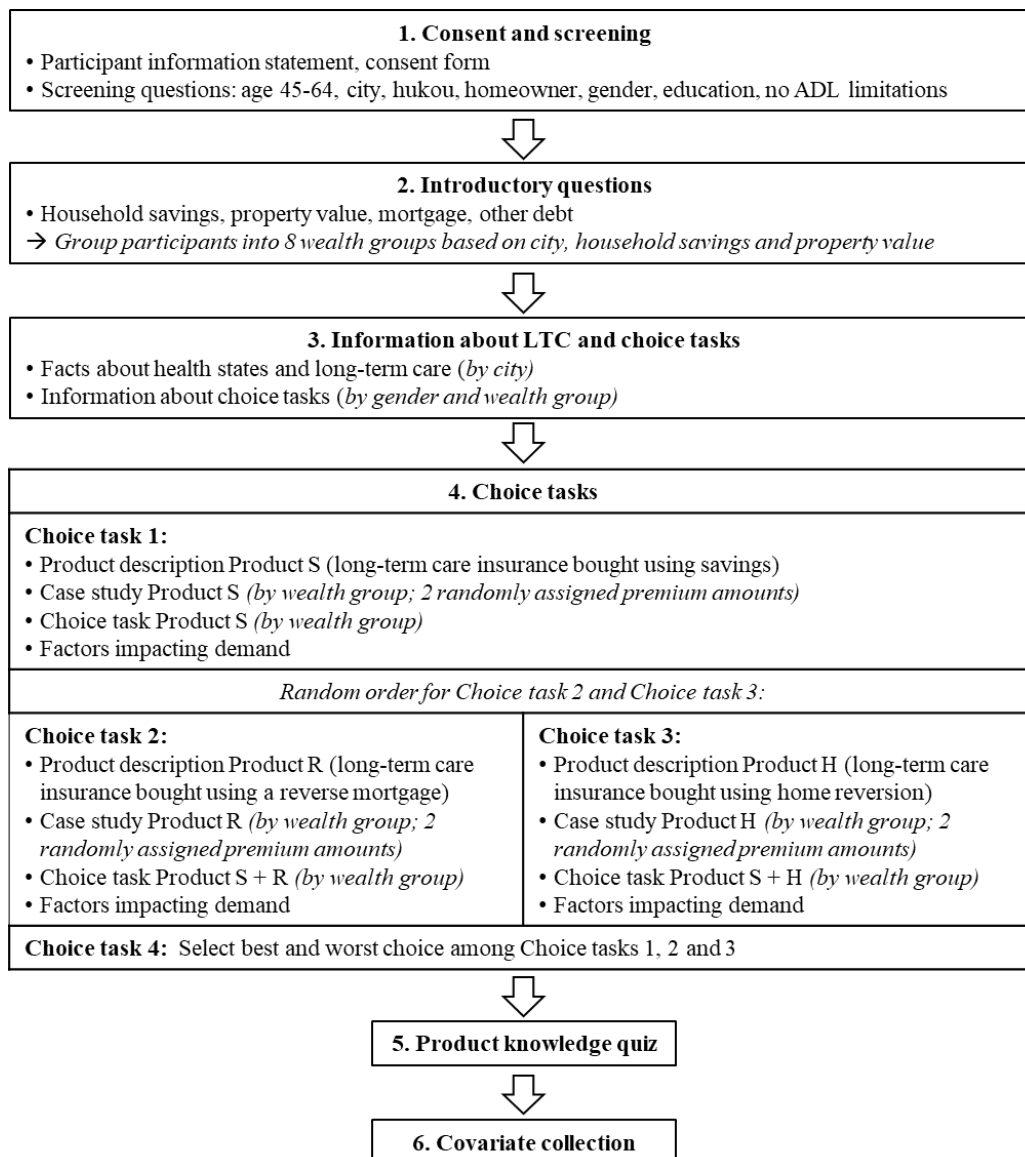 1. Consent and screening
• Participant information statement, consent form
• Screening questions: age 45-64, city, hukou, homeowner, gender, education, no ADL limitations
2. Introductory questions
• Household savings, property value, mortgage, other debt
→ Group participants into 8 wealth groups based on city, household savings and property value
3. Information about LTC and choice tasks
• Facts about health states and long-term care (by city)
• Information about choice tasks (by gender and wealth group)
4. Choice tasks
Choice task 1:
• Product description Product S (long-term care insurance bought using savings)
• Case study Product S (by wealth group; 2 randomly assigned premium amounts)
• Choice task Product S (by wealth group)
• Factors impacting demand
Random order for Choice task 2 and Choice task 3:
Choice task 2:
• Product description Product R (long-term care
insurance bought using a reverse mortgage)
• Case study Product R (by wealth group; 2
randomly assigned premium amounts)
• Choice task Product S + R (by wealth group)
• Factors impacting demand
Choice task 3:
• Product description Product H (long-term care
insurance bought using home reversion)
• Case study Product H (by wealth group; 2
randomly assigned premium amounts)
• Choice task Product S + H (by wealth group)
• Factors impacting demand
Choice task 4: Select best and worst choice among Choice tasks 1, 2 and 3
5. Product knowledge quiz
6. Covariate collection